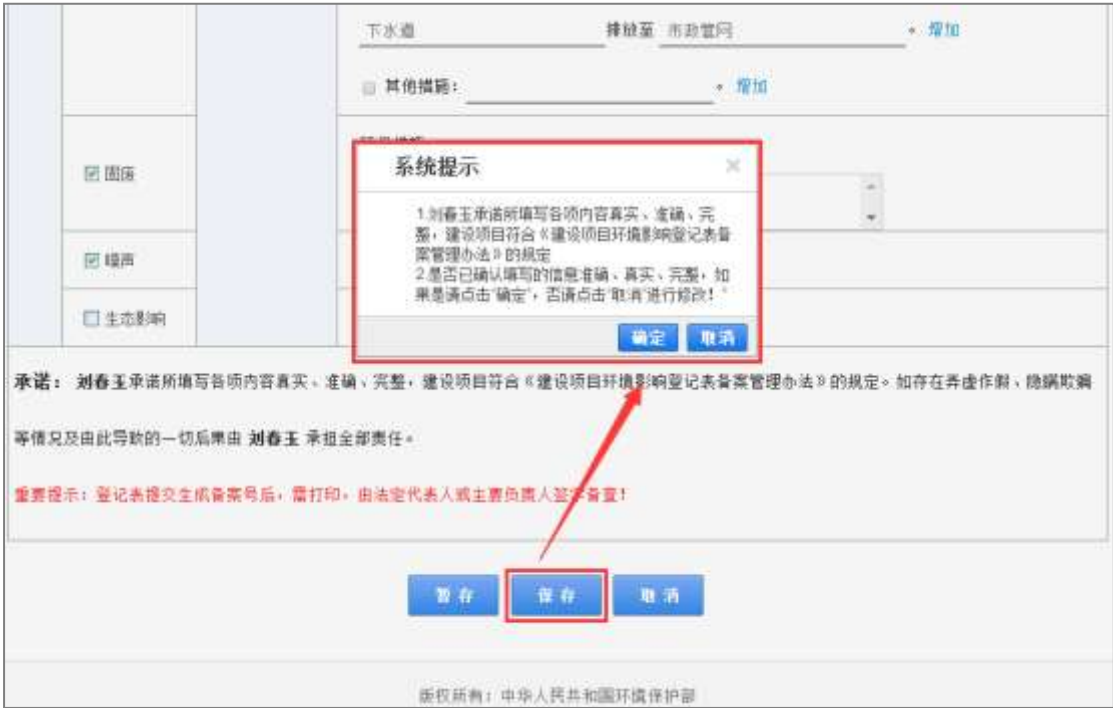 下水道 排放至 市政管网 。 增加
其他措施： 。 增加
固废
系统提示
1.刘春玉承诺所填写各项内容真实、准确、完
整，建设项目符合《建设项目环境影响登记表备
案管理办法》的规定
2.是否已确认填写的信息准确、真实、完整，如
果是请点击"确定"，否请点击"取消"进行修改！
确定 取消
噪声
生态影响
承诺： 刘春玉承诺所填写各项内容真实、准确、完整，建设项目符合《建设项目环境影响登记表备案管理办法》的规定。如存在弄虚作假、隐瞒欺骗
等情况及由此导致的一切后果由 刘春玉 承担全部责任。
重要提示：登记表提交生成备案号后，需打印，由法定代表人或主要负责人签字备查！
暂存 保存 取消
版权所有：中华人民共和国环境保护部